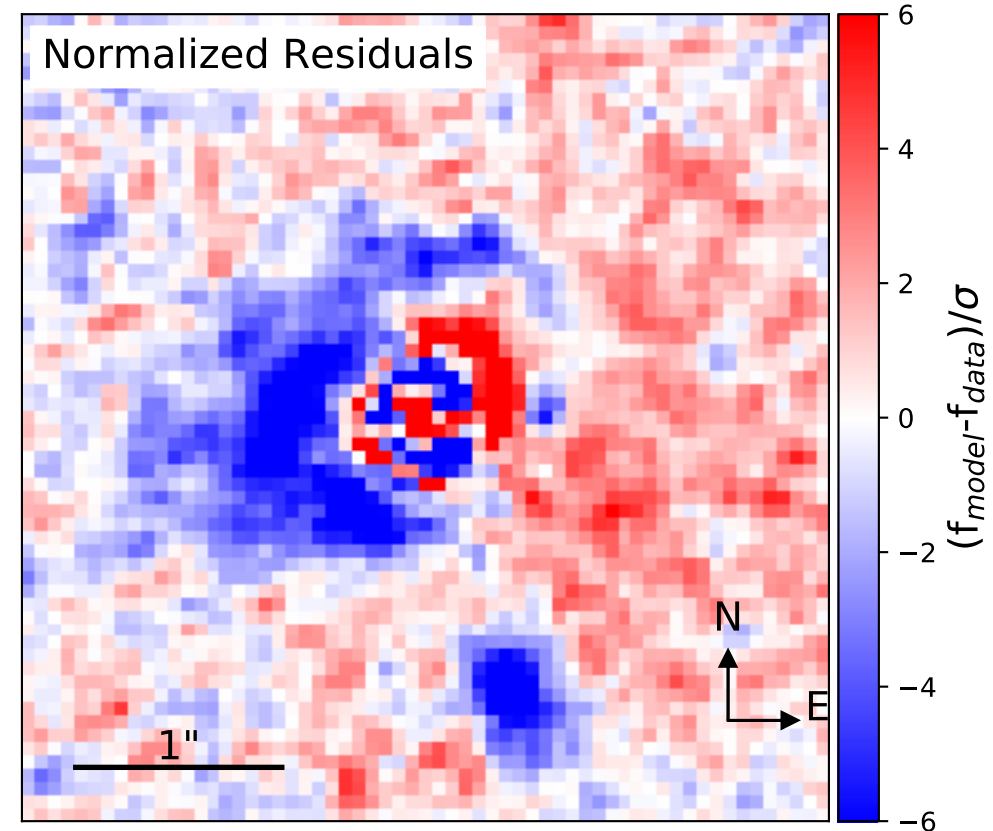 Normalized Residuals
6
4
2
0
−2
−4
−6
(f_model-f_data)/σ
N
E
1"